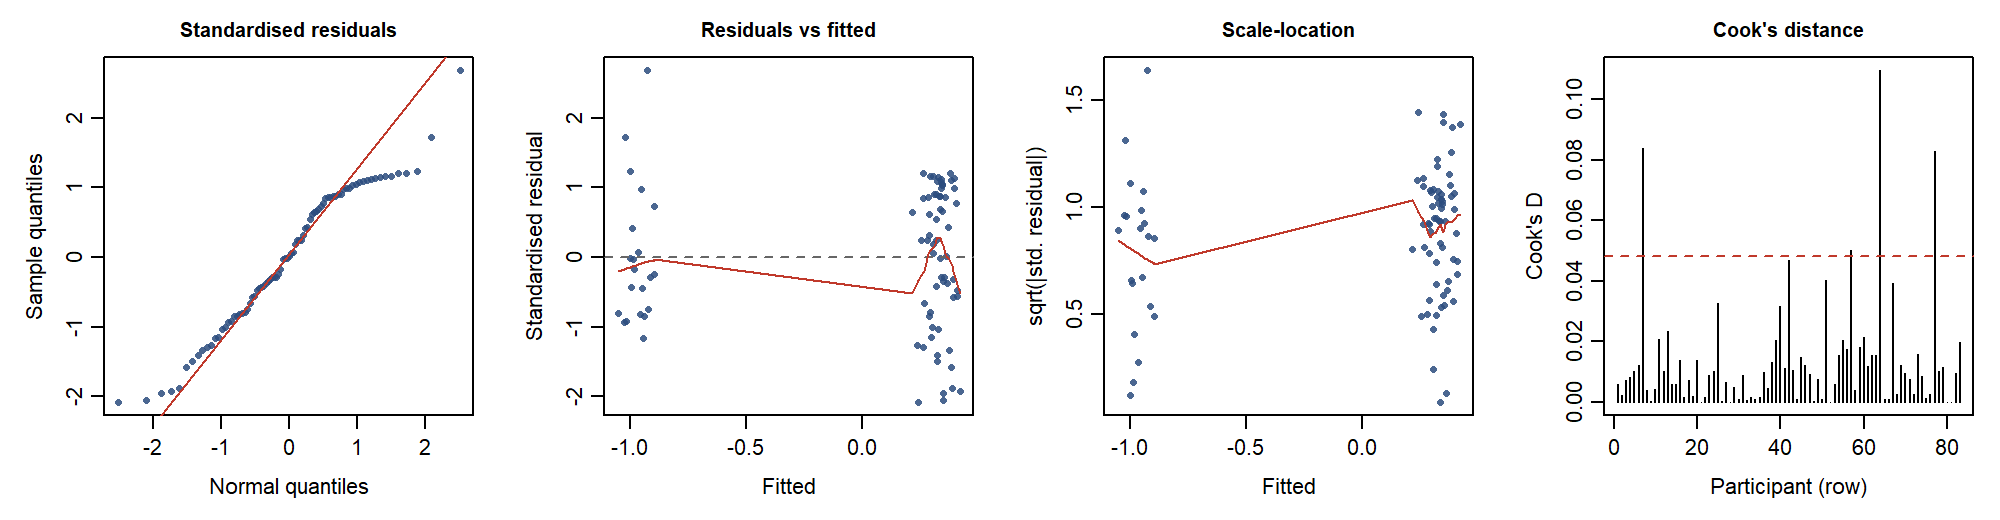 Standardised residuals
Sample quantiles
2
1
0
-1
-2
-2 -1 0 1 2
Normal quantiles
Residuals vs fitted
Standardised residual
2
1
0
-1
-2
-1.0 -0.5 0.0
Fitted
Scale-location
sqrt(|std. residual|)
1.5
1.0
0.5
-1.0 -0.5 0.0
Fitted
Cook's distance
Cook's D
0.10
0.08
0.06
0.04
0.02
0.00
0 20 40 60 80
Participant (row)